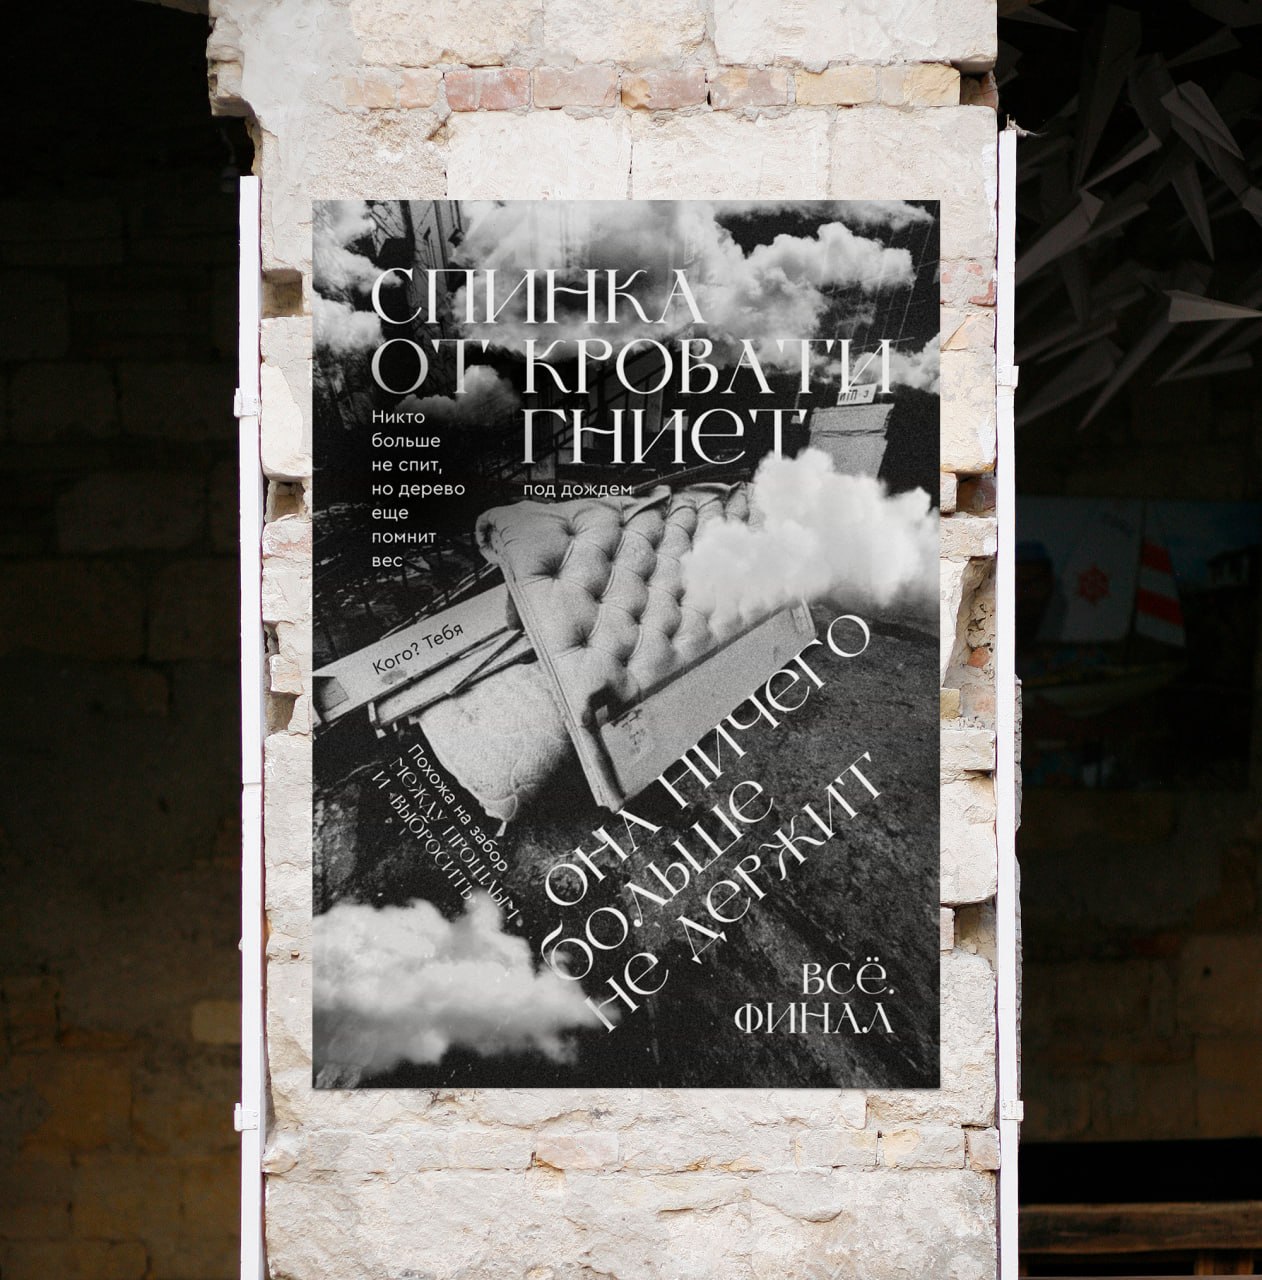 СПИНКА
ОТ КРОВАТИ
ГНИЕТ
под дождем
Никто
больше
не спит,
но дерево
еще
помнит
вес
Кого? Тебя
Похожа на забор
МЕЖДУ ПРОШЛЫМ
И «ВЫБРОСИТЬ»
ОНА НИЧЕГО
БОЛЬШЕ
НЕ ДЕРЖИТ
ВСЁ.
ФИНАЛ